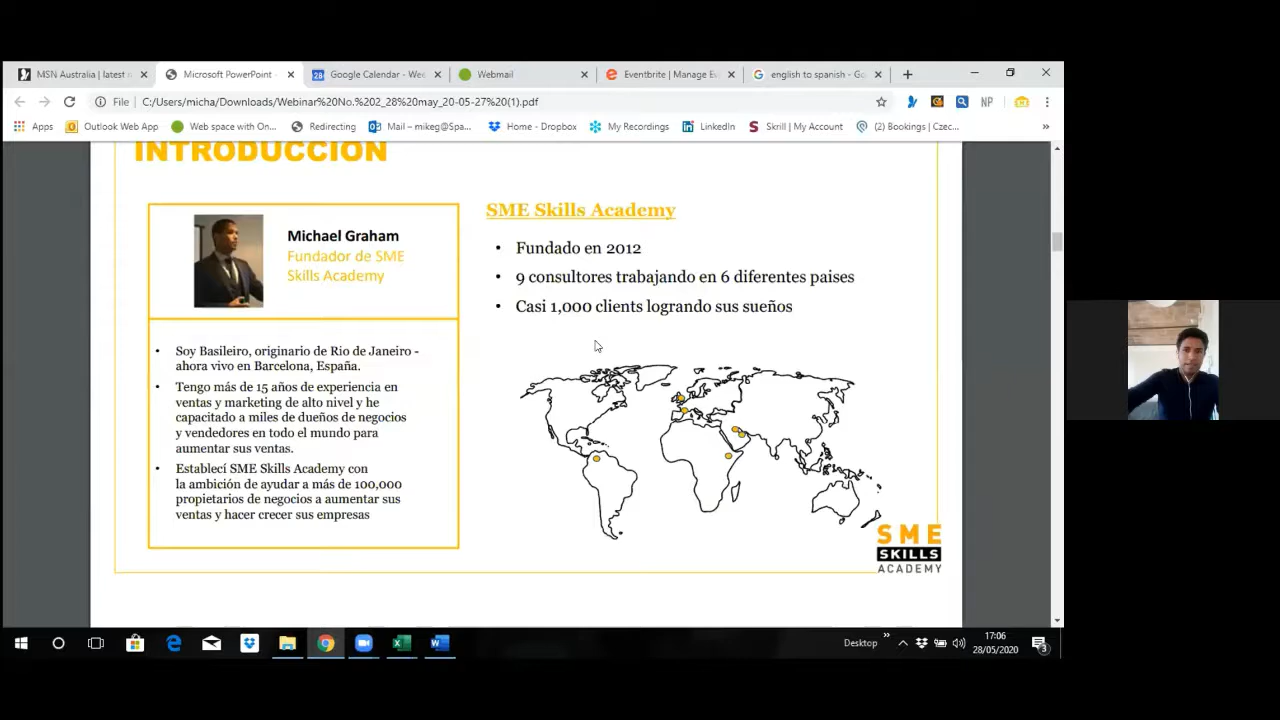 MSN Australia | latest n
Microsoft PowerPoint -
Google Calendar - Wee
Webmail
Eventbrite | Manage Ev
english to spanish - Go
File
C:/Users/micha/Downloads/Webinar%20No.%202_28%20may_20-05-27%20(1).pdf
NP
Apps
Outlook Web App
Web space with On...
Redirecting
Mail – mikeg@Spa...
Home - Dropbox
My Recordings
LinkedIn
Skrill | My Account
(2) Bookings | Czec...
»
INTRODUCCIÓN
Michael Graham
Fundador de SME
Skills Academy
• Soy Basileiro, originario de Rio de Janeiro -
ahora vivo en Barcelona, España.
• Tengo más de 15 años de experiencia en
ventas y marketing de alto nivel y he
capacitado a miles de dueños de negocios
y vendedores en todo el mundo para
aumentar sus ventas.
• Establecí SME Skills Academy con
la ambición de ayudar a más de 100,000
propietarios de negocios a aumentar sus
ventas y hacer crecer sus empresas
SME Skills Academy
• Fundado en 2012
• 9 consultores trabajando en 6 diferentes paises
• Casi 1,000 clients logrando sus sueños
SME
SKILLS
ACADEMY
Desktop
»
17:06
28/05/2020
3